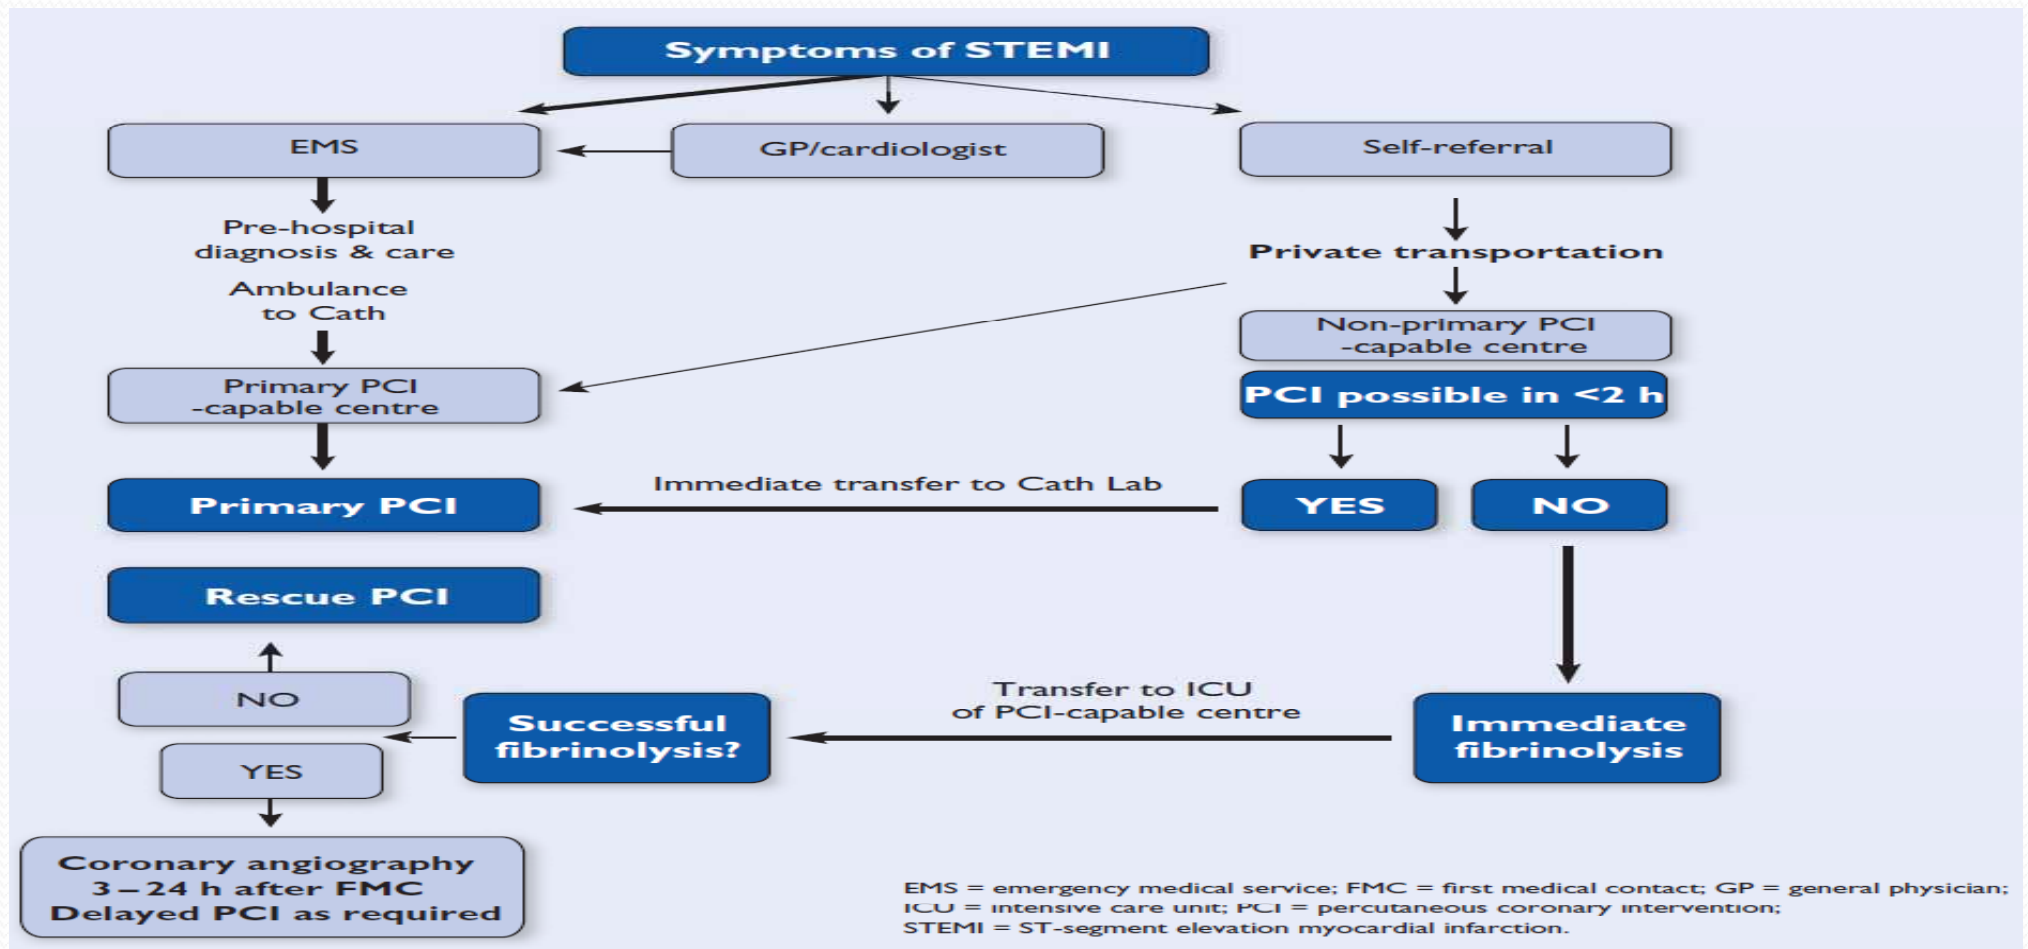 Symptoms of STEMI
EMS
GP/cardiologist
Self-referral
Pre-hospital
diagnosis & care
Ambulance
to Cath
Private transportation
Primary PCI
-capable centre
Non-primary PCI
-capable centre
PCI possible in <2 h
Primary PCI
Immediate transfer to Cath Lab
YES
NO
Rescue PCI
NO
YES
Successful
fibrinolysis?
Transfer to ICU
of PCI-capable centre
Immediate
fibrinolysis
Coronary angiography
3–24 h after FMC
Delayed PCI as required
EMS = emergency medical service; FMC = first medical contact; GP = general physician;
ICU = intensive care unit; PCI = percutaneous coronary intervention;
STEMI = ST-segment elevation myocardial infarction.